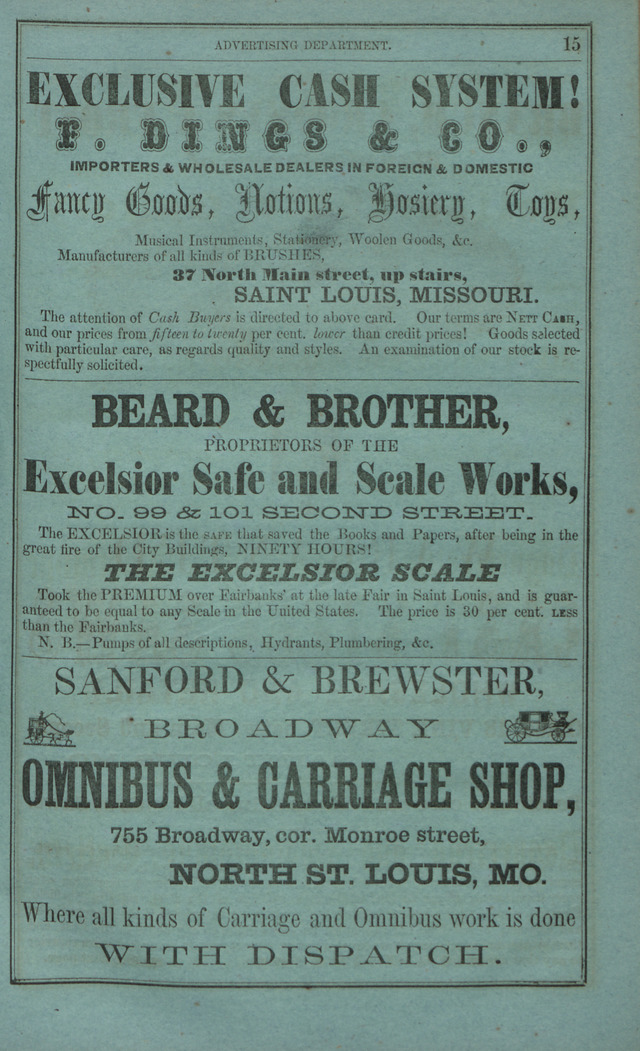 ADVERTISING DEPARTMENT. 15
EXCLUSIVE CASH SYSTEM!
F. DINGS & CO.,
IMPORTERS & WHOLESALE DEALERS IN FOREIGN & DOMESTIC
Fancy Goods, Notions, Hosiery, Toys,
Musical Instruments, Stationery, Woolen Goods, &c.
Manufacturers of all kinds of BRUSHES,
37 North Main street, up stairs,
SAINT LOUIS, MISSOURI.
The attention of Cash Buyers is directed to above card. Our terms are NETT CASH,
and our prices from fifteen to twenty per cent. lower than credit prices! Goods selected
with particular care, as regards quality and styles. An examination of our stock is re-
spectfully solicited.
BEARD & BROTHER,
PROPRIETORS OF THE
Excelsior Safe and Scale Works,
NO. 99 & 101 SECOND STREET.
The EXCELSIOR is the SAFE that saved the Books and Papers, after being in the
great fire of the City Buildings, NINETY HOURS!
THE EXCELSIOR SCALE
Took the PREMIUM over Fairbanks' at the late Fair in Saint Louis, and is guar-
anteed to be equal to any Scale in the United States. The price is 30 per cent. LESS
than the Fairbanks.
N. B.—Pumps of all descriptions, Hydrants, Plumbering, &c.
SANFORD & BREWSTER,
BROADWAY
OMNIBUS & CARRIAGE SHOP,
755 Broadway, cor. Monroe street,
NORTH ST. LOUIS, MO.
Where all kinds of Carriage and Omnibus work is done
WITH DISPATCH.